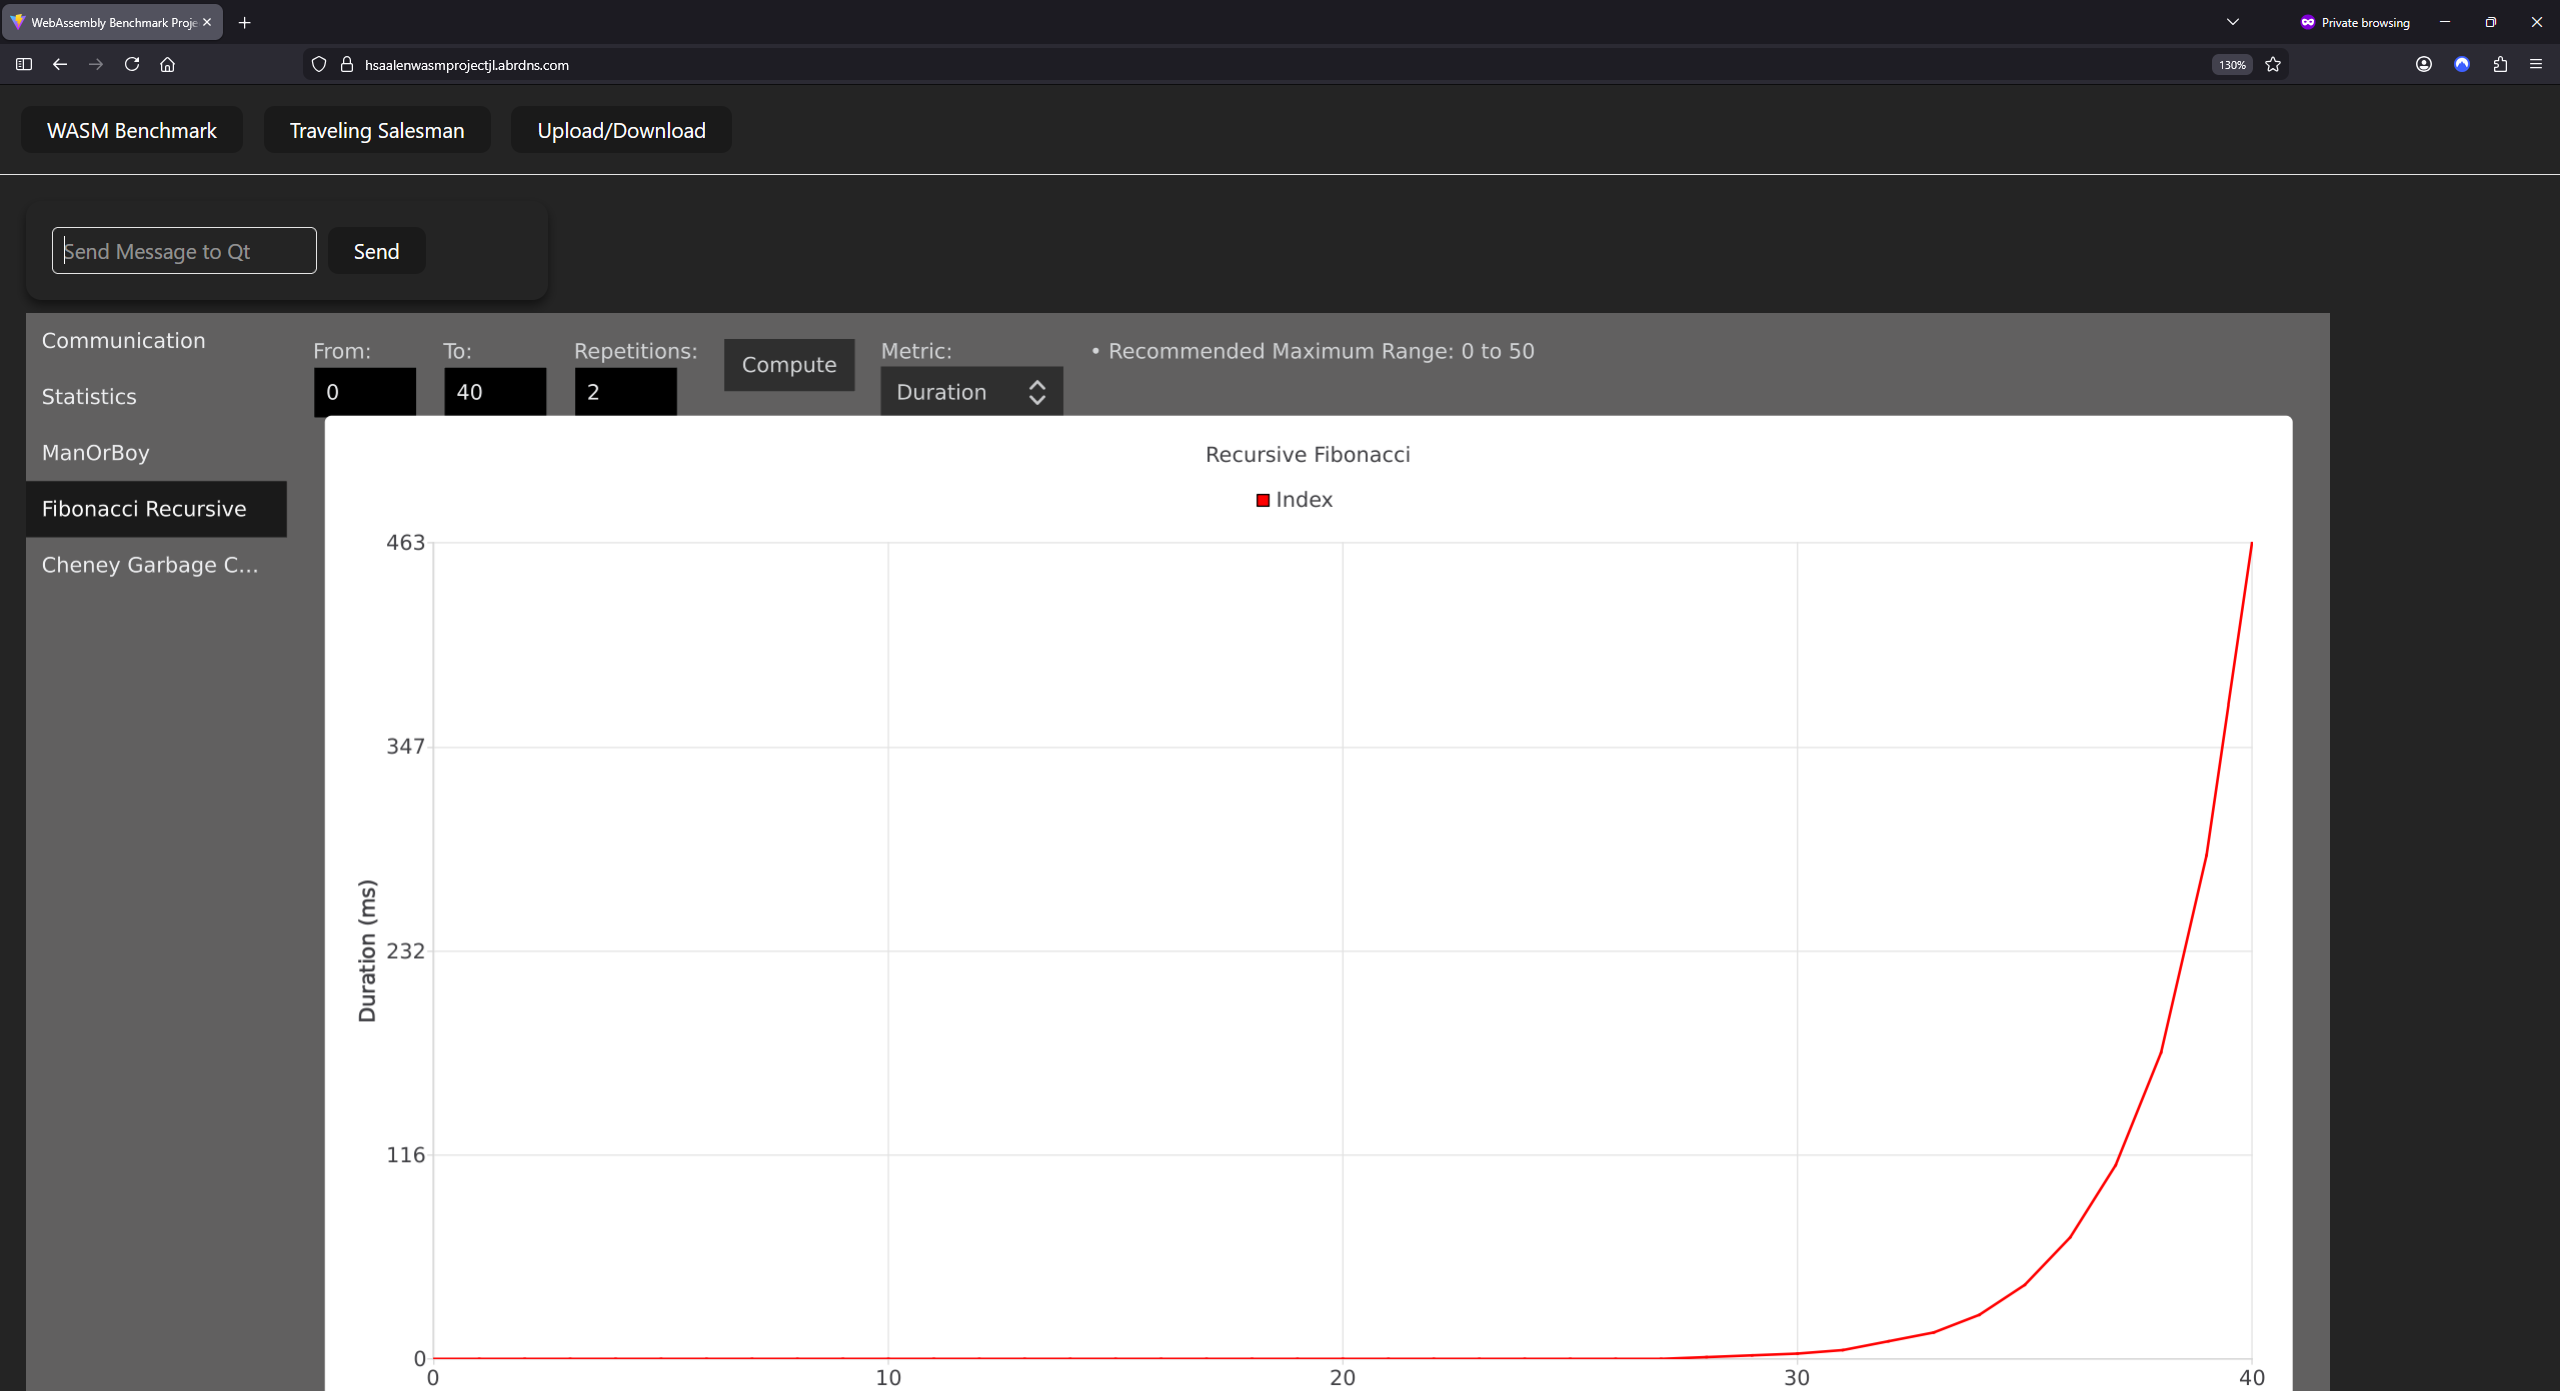 WebAssembly Benchmark Proje
Private browsing
hsaalenwasmprojectjl.abrdns.com
130%
WASM Benchmark
Traveling Salesman
Upload/Download
Send Message to Qt
Send
Communication
Statistics
ManOrBoy
Fibonacci Recursive
Cheney Garbage C...
From:
0
To:
40
Repetitions:
2
Compute
Metric:
Duration
• Recommended Maximum Range: 0 to 50
Recursive Fibonacci
Index
Duration (ms)
463
347
232
116
0
0
10
20
30
40